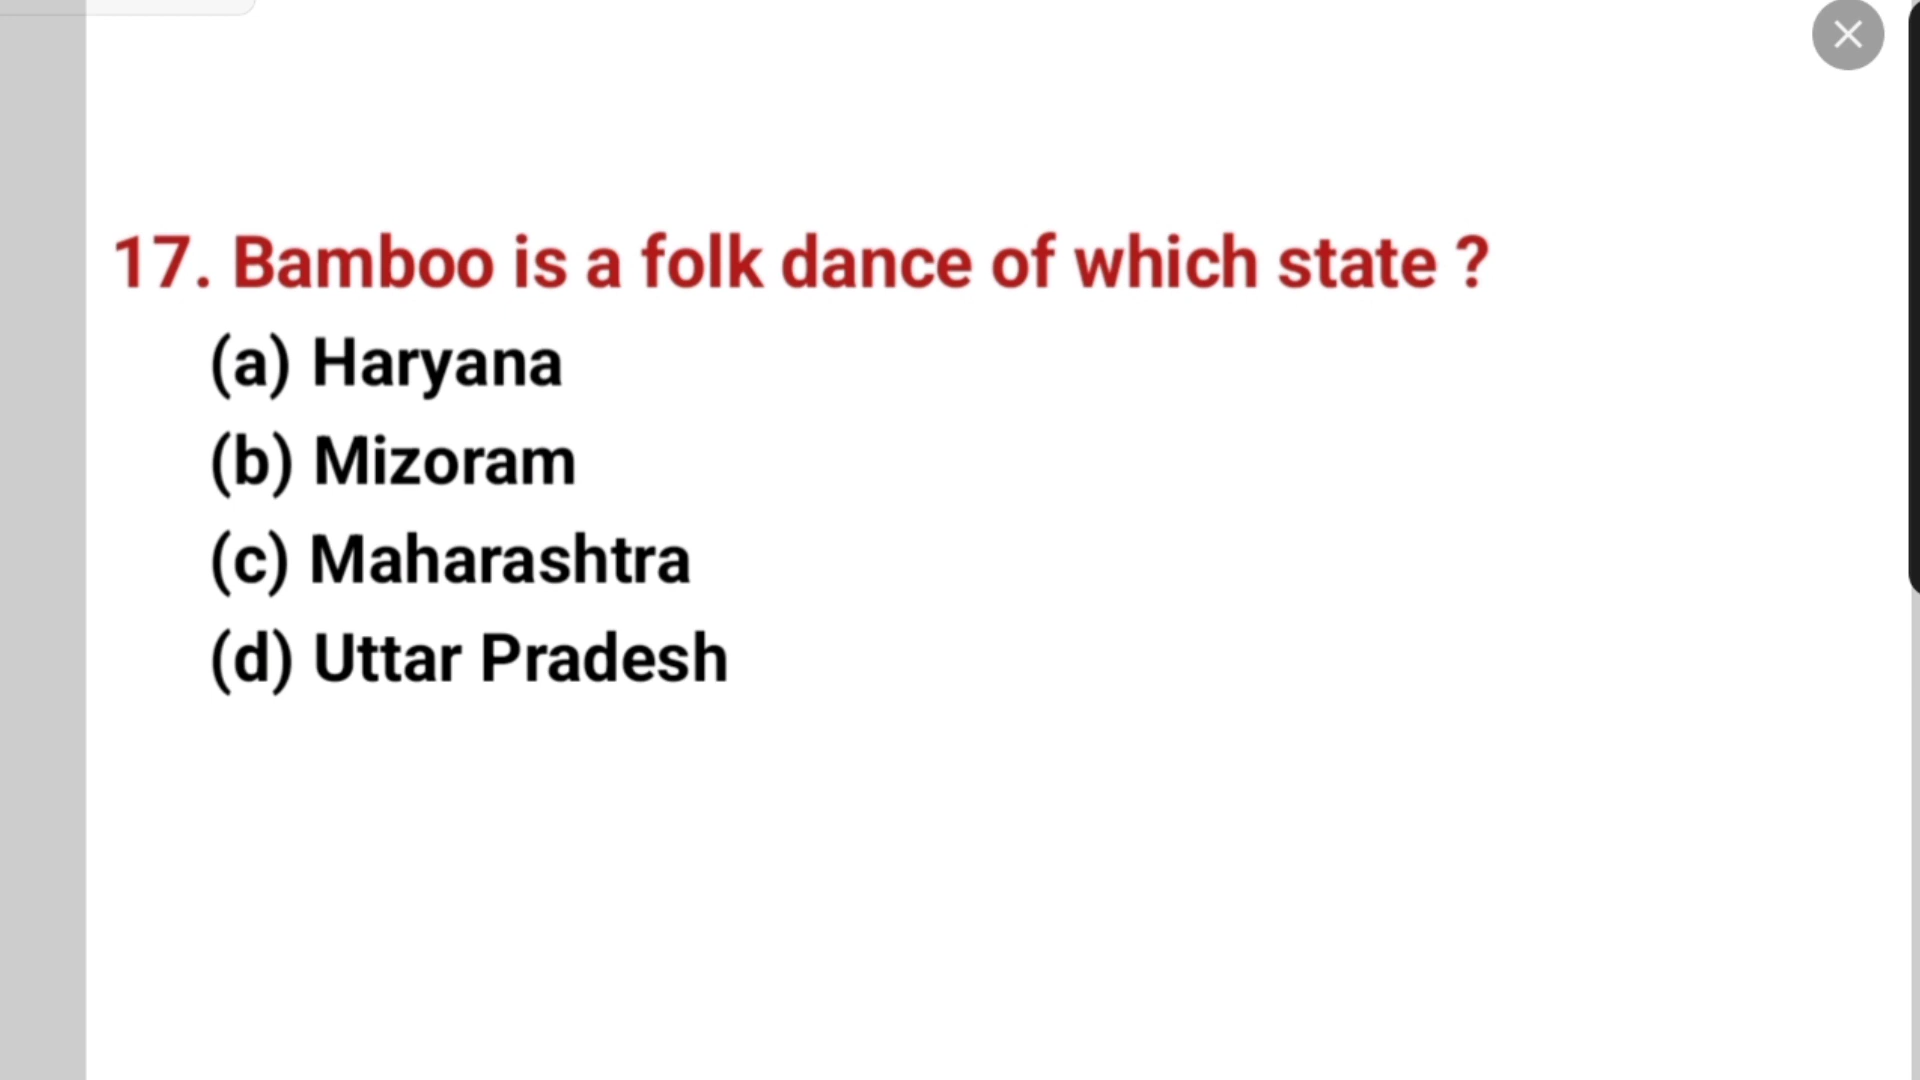 17. Bamboo is a folk dance of which state ?
(a) Haryana
(b) Mizoram
(c) Maharashtra
(d) Uttar Pradesh